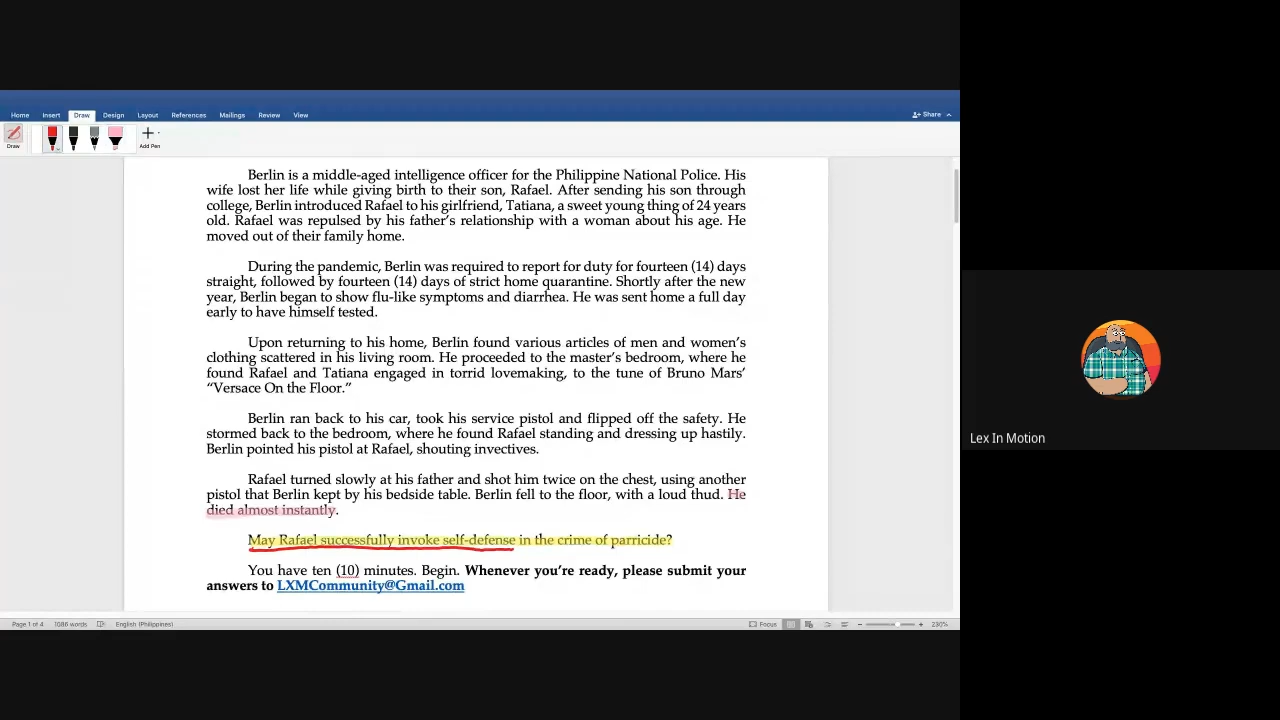 Home Insert Draw Design Layout References Mailings Review View Share
Draw Add Pen
Berlin is a middle-aged intelligence officer for the Philippine National Police. His
wife lost her life while giving birth to their son, Rafael. After sending his son through
college, Berlin introduced Rafael to his girlfriend, Tatiana, a sweet young thing of 24 years
old. Rafael was repulsed by his father's relationship with a woman about his age. He
moved out of their family home.
During the pandemic, Berlin was required to report for duty for fourteen (14) days
straight, followed by fourteen (14) days of strict home quarantine. Shortly after the new
year, Berlin began to show flu-like symptoms and diarrhea. He was sent home a full day
early to have himself tested.
Upon returning to his home, Berlin found various articles of men and women's
clothing scattered in his living room. He proceeded to the master's bedroom, where he
found Rafael and Tatiana engaged in torrid lovemaking, to the tune of Bruno Mars'
"Versace On the Floor."
Berlin ran back to his car, took his service pistol and flipped off the safety. He
stormed back to the bedroom, where he found Rafael standing and dressing up hastily.
Berlin pointed his pistol at Rafael, shouting invectives.
Rafael turned slowly at his father and shot him twice on the chest, using another
pistol that Berlin kept by his bedside table. Berlin fell to the floor, with a loud thud. He
died almost instantly.
May Rafael successfully invoke self-defense in the crime of parricide?
You have ten (10) minutes. Begin. Whenever you're ready, please submit your
answers to LXMCommunity@Gmail.com
Page 1 of 4 1086 words English (Philippines) Focus 230%
Lex In Motion